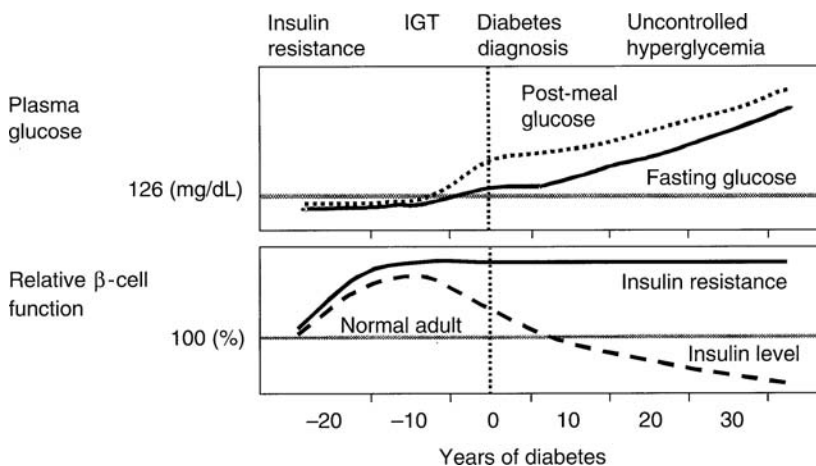 Insulin resistance
IGT
Diabetes diagnosis
Uncontrolled hyperglycemia
Plasma glucose
Post-meal glucose
126 (mg/dL)
Fasting glucose
Relative β-cell function
Insulin resistance
Normal adult
100 (%)
Insulin level
–20 –10 0 10 20 30
Years of diabetes